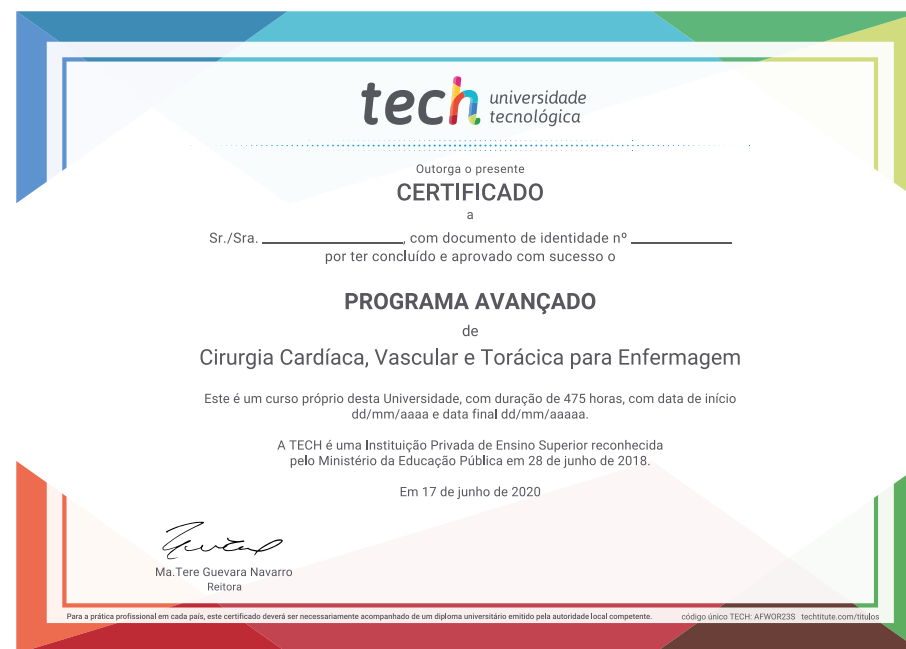 tech universidade
tecnológica
Outorga o presente
CERTIFICADO
a
Sr./Sra. ________________, com documento de identidade nº ____________
por ter concluído e aprovado com sucesso o
PROGRAMA AVANÇADO
de
Cirurgia Cardíaca, Vascular e Torácica para Enfermagem
Este é um curso próprio desta Universidade, com duração de 475 horas, com data de início
dd/mm/aaaa e data final dd/mm/aaaaa.
A TECH é uma Instituição Privada de Ensino Superior reconhecida
pelo Ministério da Educação Pública em 28 de junho de 2018.
Em 17 de junho de 2020
Ma.Tere Guevara Navarro
Reitora
Para a prática profissional em cada país, este certificado deverá ser necessariamente acompanhado de um diploma universitário emitido pela autoridade local competente. código único TECH: AFWOR23S techtitute.com/titulos